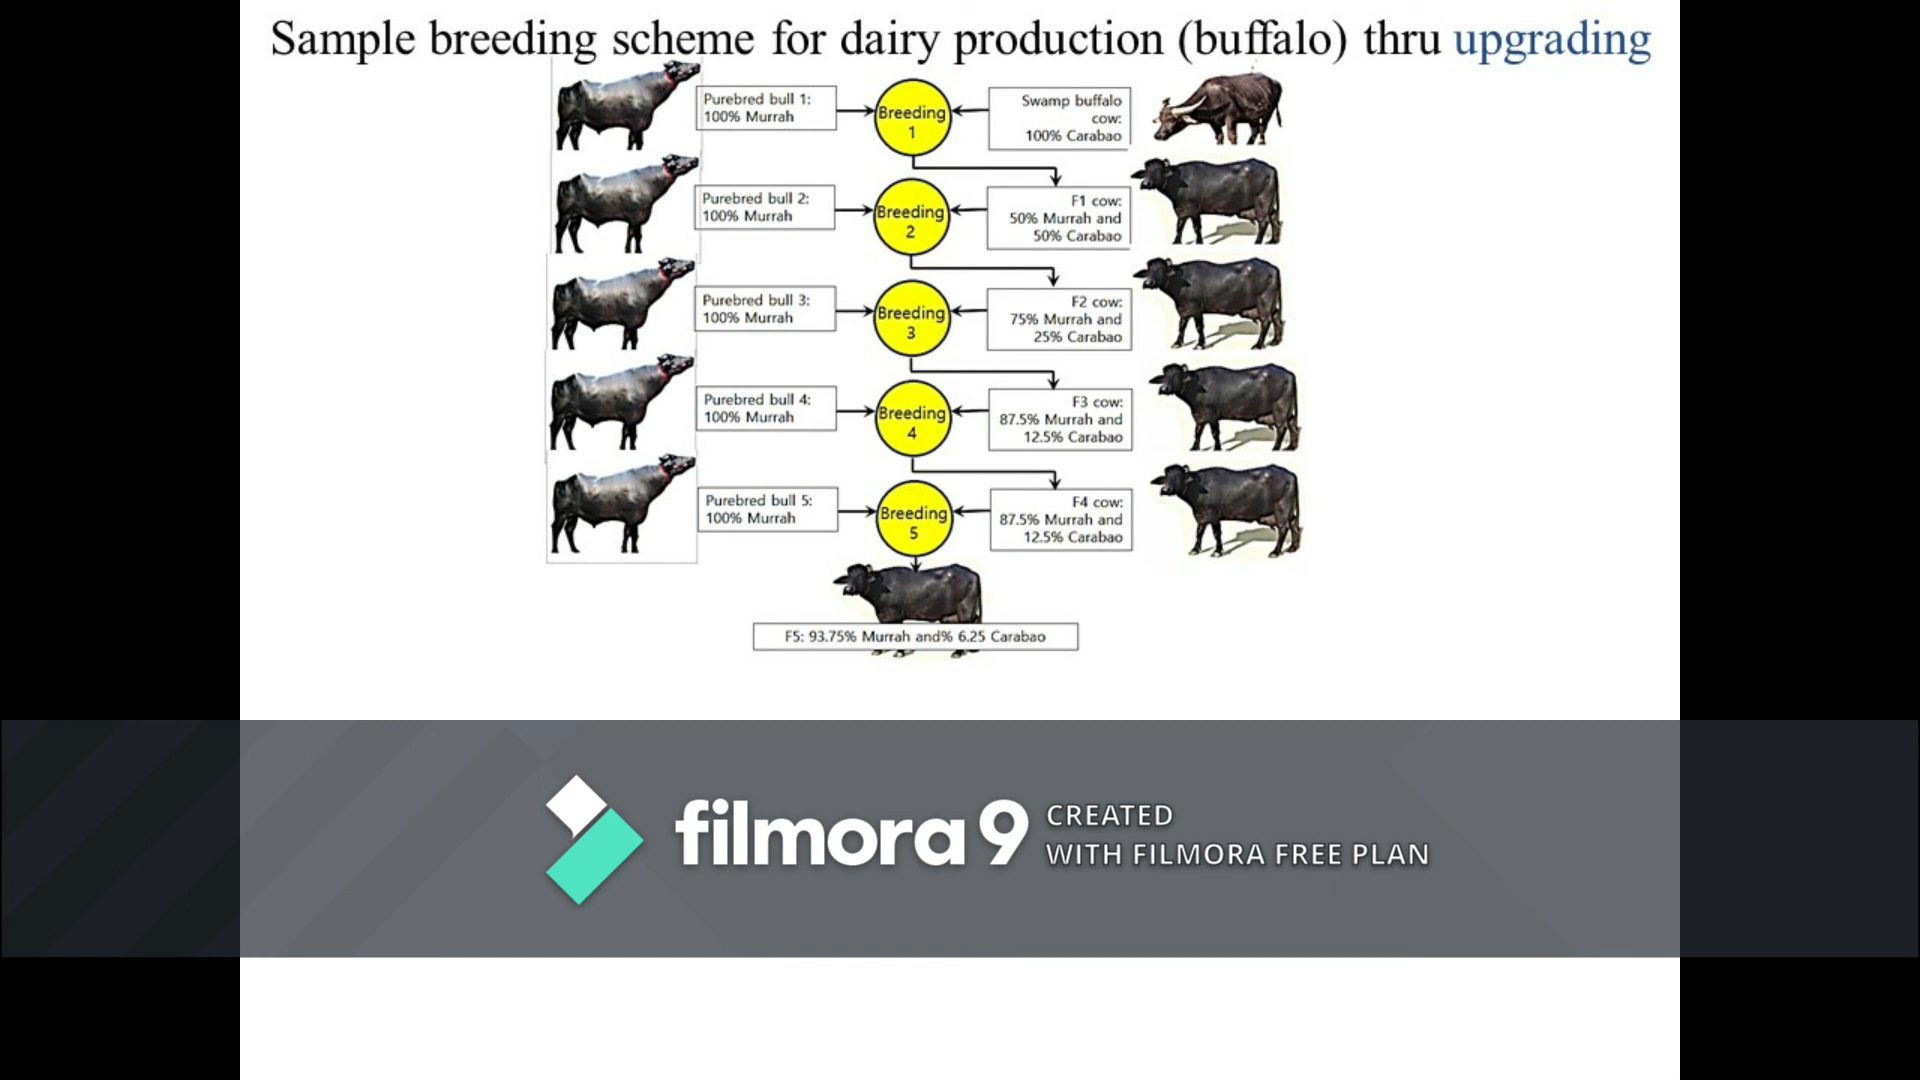 Sample breeding scheme for dairy production (buffalo) thru upgrading
Purebred bull 1:
100% Murrah
Breeding
1
Swamp buffalo
cow:
100% Carabao
Purebred bull 2:
100% Murrah
Breeding
2
F1 cow:
50% Murrah and
50% Carabao
Purebred bull 3:
100% Murrah
Breeding
3
F2 cow:
75% Murrah and
25% Carabao
Purebred bull 4:
100% Murrah
Breeding
4
F3 cow:
87.5% Murrah and
12.5% Carabao
Purebred bull 5:
100% Murrah
Breeding
5
F4 cow:
87.5% Murrah and
12.5% Carabao
F5: 93.75% Murrah and% 6.25 Carabao
filmora9
CREATED
WITH FILMORA FREE PLAN